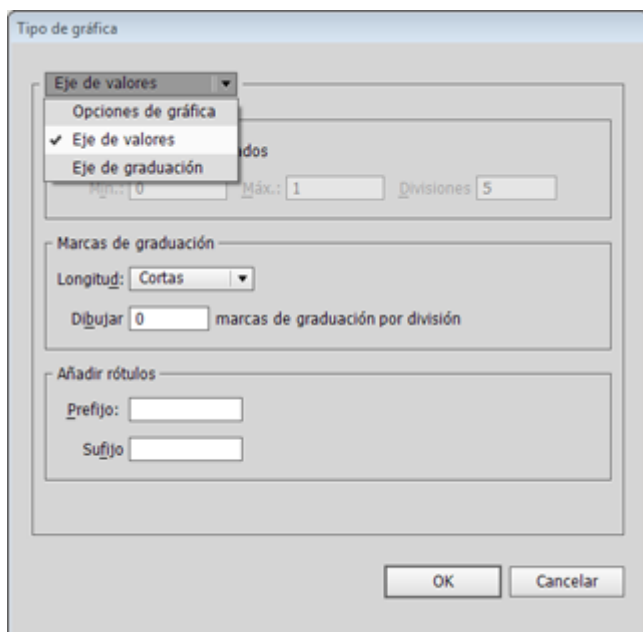 Tipo de gráfica
Eje de valores
Opciones de gráfica
Eje de valores
ados
Eje de graduación
Mín.: 0 Máx.: 1 Divisiones 5
Marcas de graduación
Longitud: Cortas
Dibujar 0 marcas de graduación por división
Añadir rótulos
Prefijo:
Sufijo
OK Cancelar